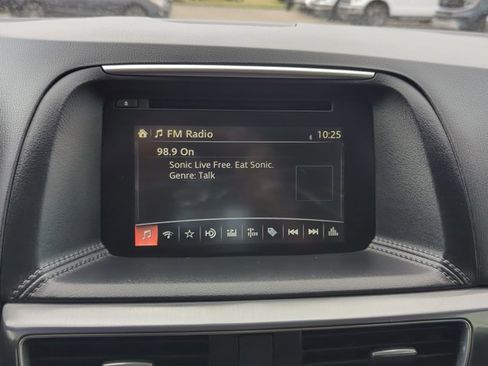 FM Radio 10:25
98.9 On
Sonic Live Free. Eat Sonic.
Genre: Talk